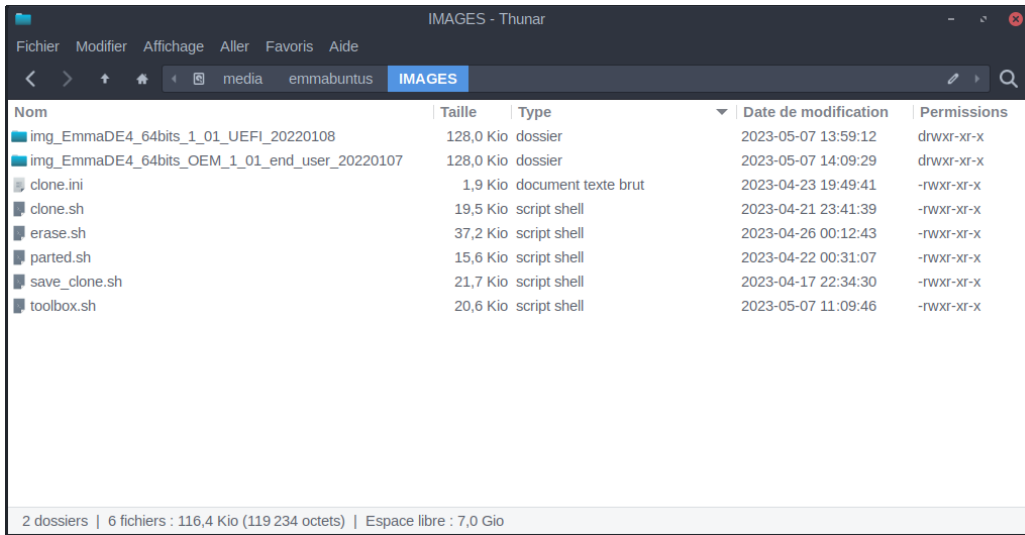 IMAGES - Thunar
Fichier Modifier Affichage Aller Favoris Aide
media emmabuntus IMAGES
Nom Taille Type Date de modification Permissions
img_EmmaDE4_64bits_1_01_UEFI_20220108 128,0 Kio dossier 2023-05-07 13:59:12 drwxr-xr-x
img_EmmaDE4_64bits_OEM_1_01_end_user_20220107 128,0 Kio dossier 2023-05-07 14:09:29 drwxr-xr-x
clone.ini 1,9 Kio document texte brut 2023-04-23 19:49:41 -rwxr-xr-x
clone.sh 19,5 Kio script shell 2023-04-21 23:41:39 -rwxr-xr-x
erase.sh 37,2 Kio script shell 2023-04-26 00:12:43 -rwxr-xr-x
parted.sh 15,6 Kio script shell 2023-04-22 00:31:07 -rwxr-xr-x
save_clone.sh 21,7 Kio script shell 2023-04-17 22:34:30 -rwxr-xr-x
toolbox.sh 20,6 Kio script shell 2023-05-07 11:09:46 -rwxr-xr-x
2 dossiers | 6 fichiers : 116,4 Kio (119 234 octets) | Espace libre : 7,0 Gio